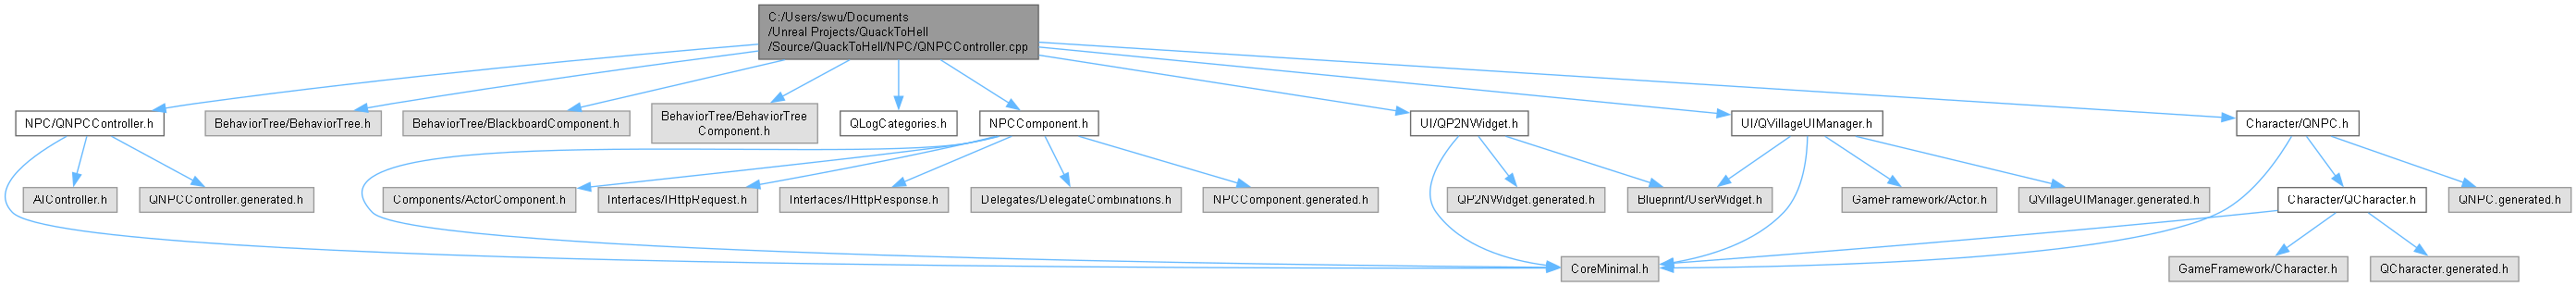 C:/Users/swu/Documents
/Unreal Projects/QuackToHell
/Source/QuackToHell/NPC/QNPCController.cpp
NPC/QNPCController.h
BehaviorTree/BehaviorTree.h
BehaviorTree/BlackboardComponent.h
BehaviorTree/BehaviorTree
Component.h
QLogCategories.h
NPCComponent.h
UI/QP2NWidget.h
UI/QVillageUIManager.h
Character/QNPC.h
AIController.h
QNPCController.generated.h
Components/ActorComponent.h
Interfaces/IHttpRequest.h
Interfaces/IHttpResponse.h
Delegates/DelegateCombinations.h
NPCComponent.generated.h
QP2NWidget.generated.h
Blueprint/UserWidget.h
GameFramework/Actor.h
QVillageUIManager.generated.h
Character/QCharacter.h
QNPC.generated.h
CoreMinimal.h
GameFramework/Character.h
QCharacter.generated.h